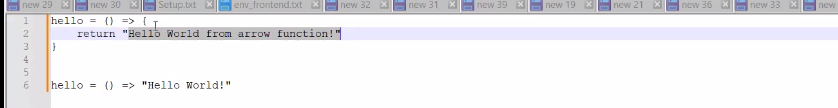 new 29 new 30 Setup.txt env_frontend.txt new 32 new 31 new 39 new 19 new 21 new 36 new 33 new
1 hello = () => {
2 return "Hello World from arrow function!"
3 }
4
5
6 hello = () => "Hello World!"